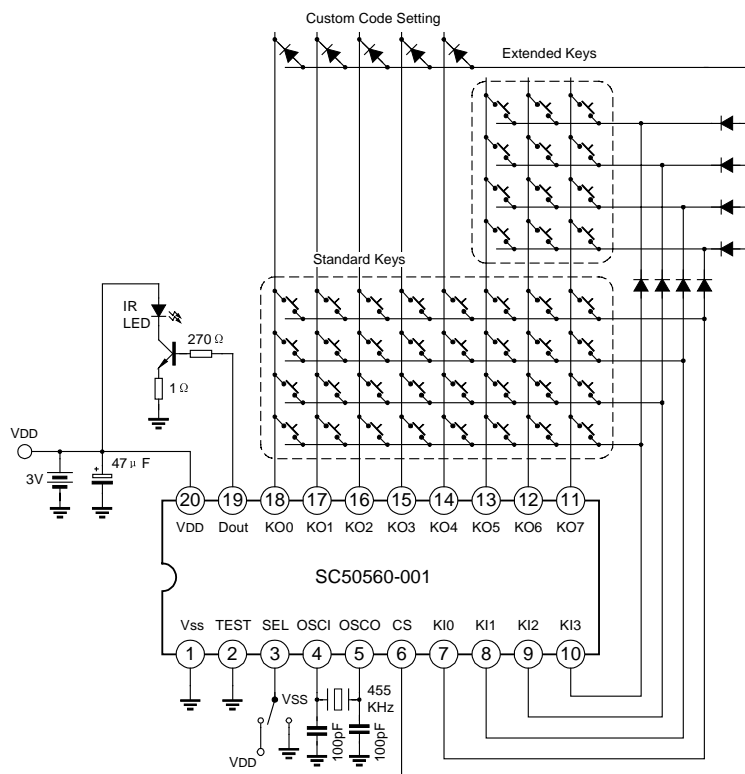 Custom Code Setting
Extended Keys
Standard Keys
IR
LED
270Ω
1Ω
VDD
3V
+
47μF
20 19 18 17 16 15 14 13 12 11
VDD Dout KO0 KO1 KO2 KO3 KO4 KO5 KO6 KO7
SC50560-001
Vss TEST SEL OSCI OSCO CS KI0 KI1 KI2 KI3
1 2 3 4 5 6 7 8 9 10
VSS
455
KHz
100pF
100pF
VDD